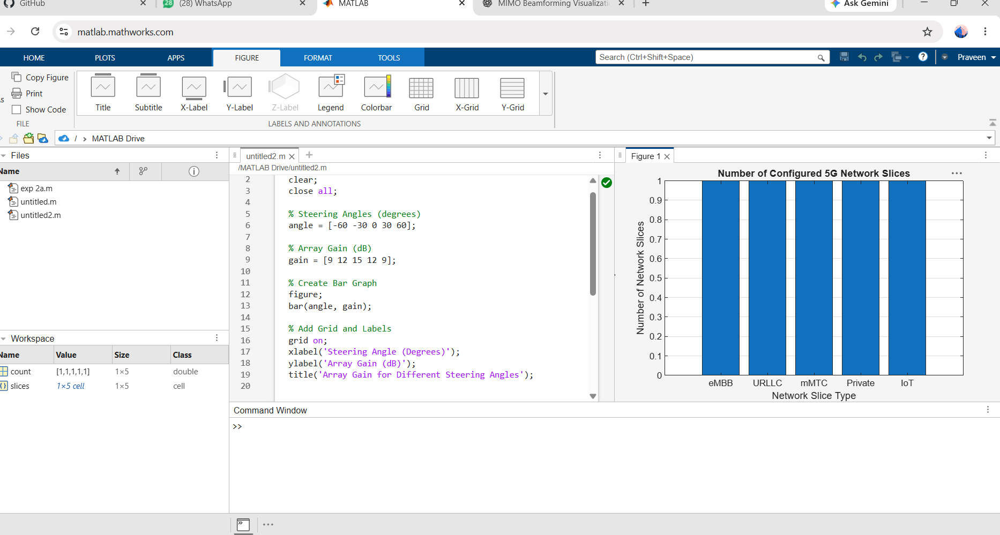 GitHub
28
(28) WhatsApp
MATLAB
MIMO Beamforming Visualizati
Ask Gemini
matlab.mathworks.com
HOME
PLOTS
APPS
FIGURE
FORMAT
TOOLS
Search (Ctrl+Shift+Space)
?
Praveen
Copy Figure
Print
s
Show Code
FILE
Title
Subtitle
X-Label
Y-Label
Z-Label
Legend
Colorbar
Grid
X-Grid
Y-Grid
LABELS AND ANNOTATIONS
/ > MATLAB Drive
Files
Name
exp 2a.m
untitled.m
untitled2.m
Workspace
Name Value Size Class
count [1,1,1,1,1] 1×5 double
slices 1×5 cell 1×5 cell
untitled2.m
/MATLAB Drive/untitled2.m
2 clear;
3 close all;
4
5 % Steering Angles (degrees)
6 angle = [-60 -30 0 30 60];
7
8 % Array Gain (dB)
9 gain = [9 12 15 12 9];
10
11 % Create Bar Graph
12 figure;
13 bar(angle, gain);
14
15 % Add Grid and Labels
16 grid on;
17 xlabel('Steering Angle (Degrees)');
18 ylabel('Array Gain (dB)');
19 title('Array Gain for Different Steering Angles');
20
Figure 1
Number of Configured 5G Network Slices
Number of Network Slices
1
0.9
0.8
0.7
0.6
0.5
0.4
0.3
0.2
0.1
0
eMBB URLLC mMTC Private IoT
Network Slice Type
Command Window
>>